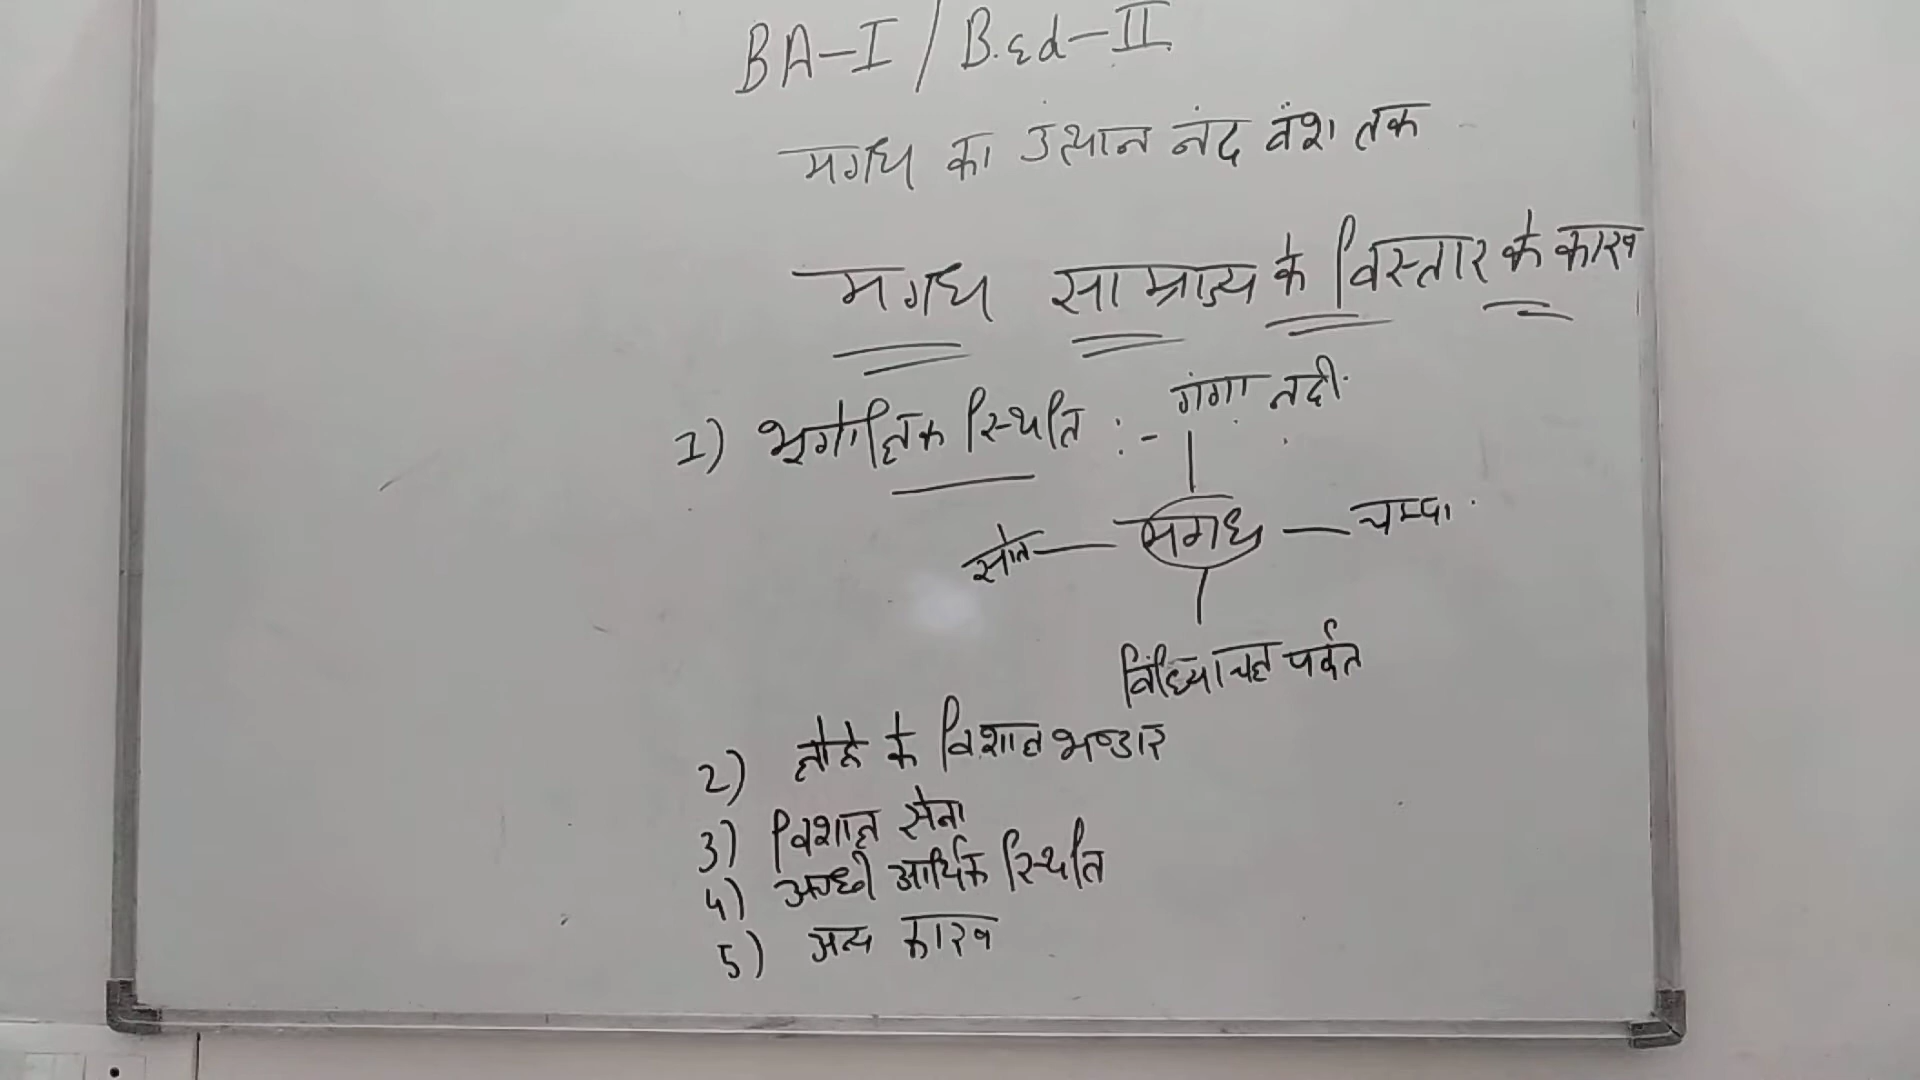 BA-I / B.ed-II
मगध का उत्थान नंद वंश तक
मगध साम्राज्य के विस्तार के कारण
1) भूगोलिक स्थिति :- गंगा नदी
सोन — मगध — चम्पा
विंध्याचल पर्वत
2) लोहे के विशाल भण्डार
3) विशाल सेना
4) अच्छी आर्थिक स्थिति
5) अन्य कारण